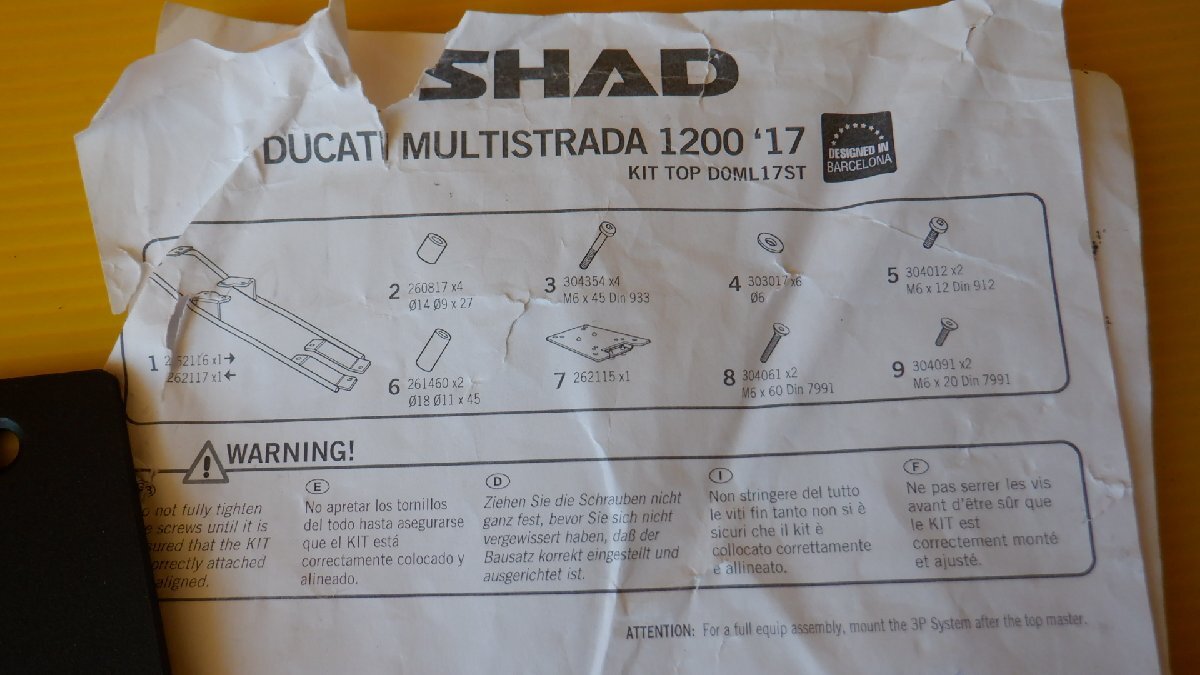 SHAD
DUCATI MULTISTRADA 1200 '17
KIT TOP D0ML17ST
DESIGNED IN
BARCELONA
1
262116 x1→
262117 x1←
2 260817 x4
Ø14 Ø9 x 27
3 304354 x4
M6 x 45 Din 933
4 303017 x6
Ø6
5 304012 x2
M6 x 12 Din 912
6 261460 x2
Ø18 Ø11 x 45
7 262115 x1
8 304061 x2
M6 x 60 Din 7991
9 304091 x2
M6 x 20 Din 7991
WARNING!
not fully tighten
screws until it is
that the KIT
attached
aligned.
E
No apretar los tornillos
del todo hasta asegurarse
que el KIT está
correctamente colocado y
alineado.
D
Ziehen Sie die Schrauben nicht
ganz fest, bevor Sie sich nicht
vergewissert haben, daß der
Bausatz korrekt eingestellt und
ausgerichtet ist.
I
Non stringere del tutto
le viti fin tanto non si è
sicuri che il kit è
collocato correttamente
e allineato.
F
Ne pas serrer les vis
avant d'être sûr que
le KIT est
correctement monté
et ajusté.
ATTENTION: For a full equip assembly, mount the 3P System after the top master.